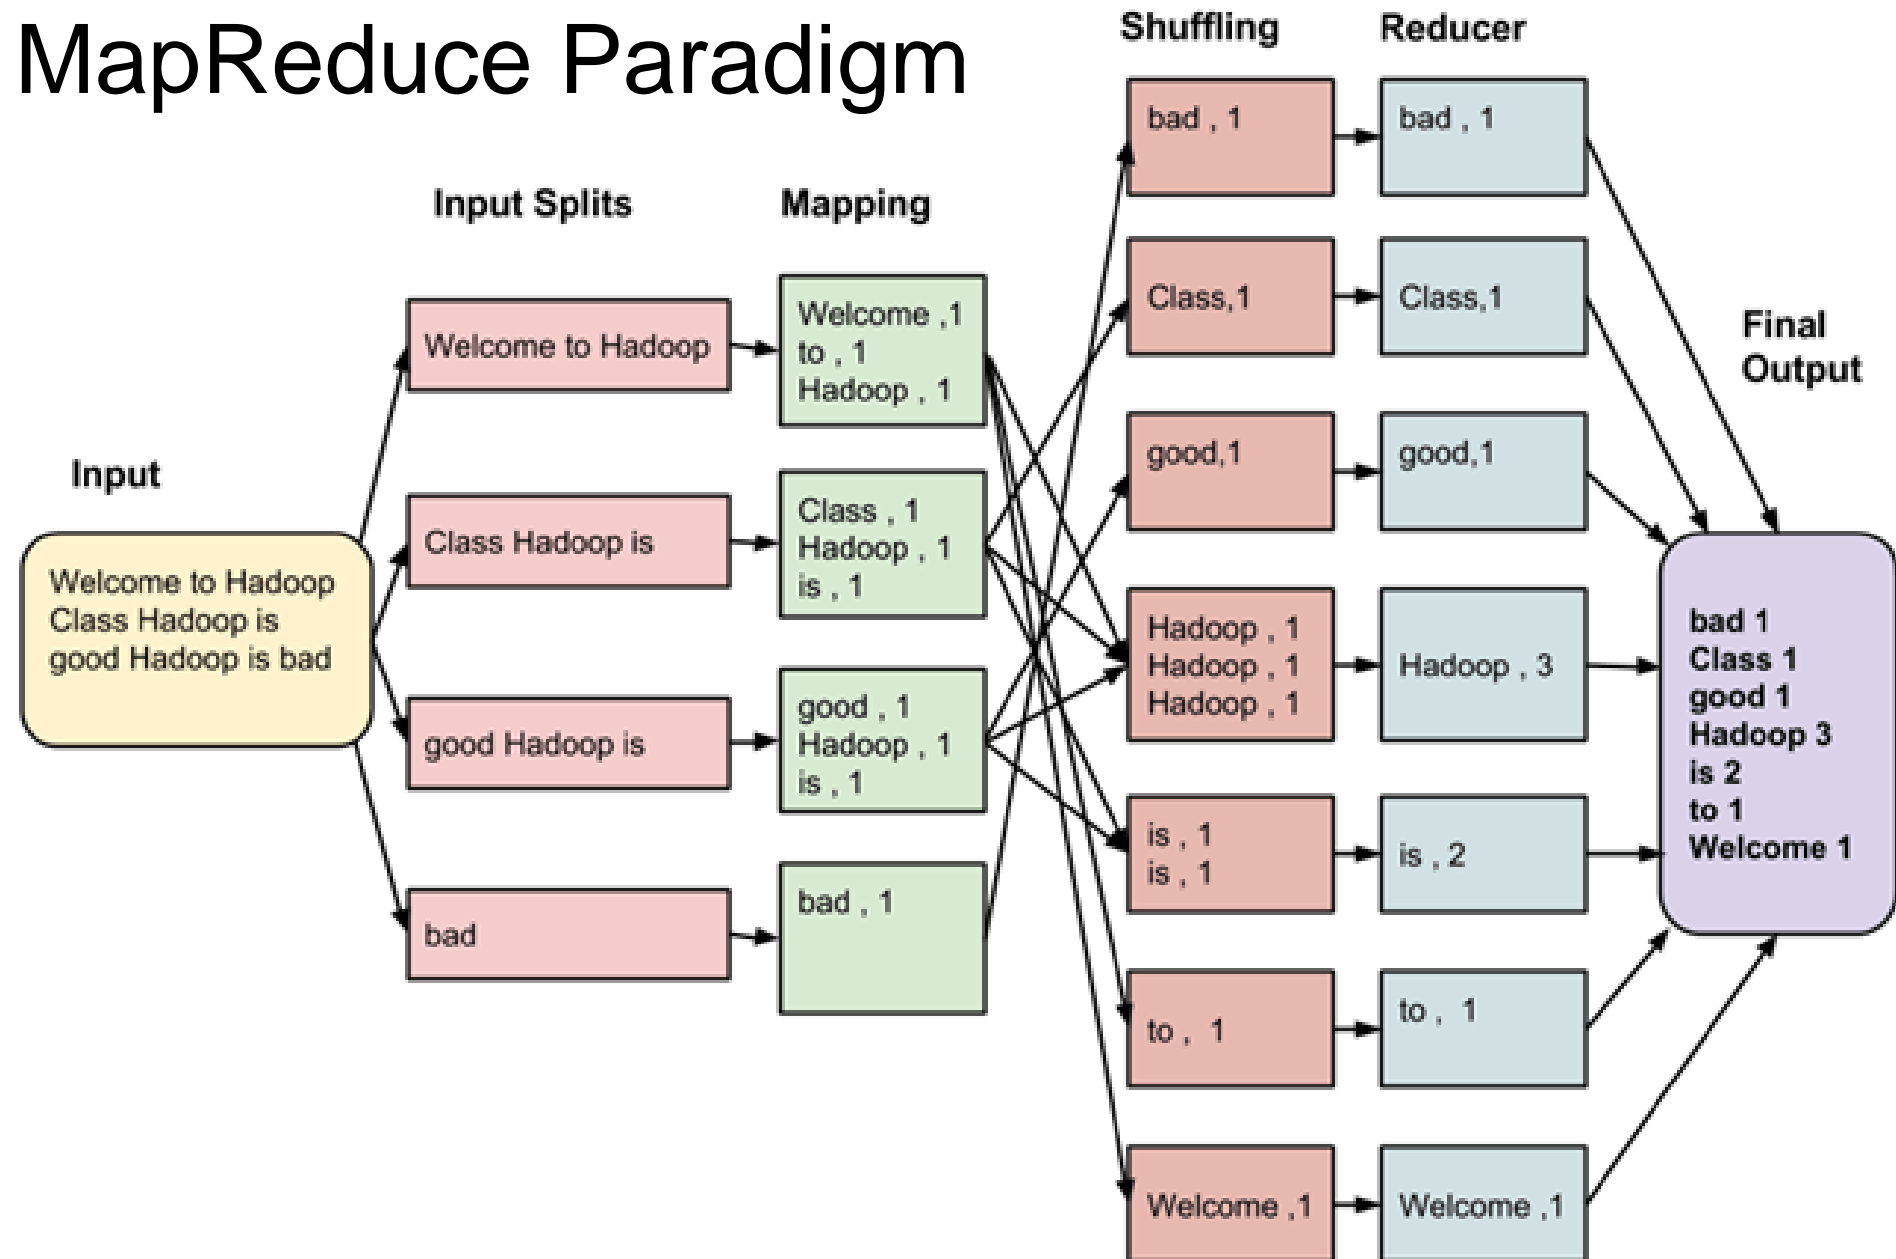 MapReduce Paradigm
Input
Welcome to Hadoop
Class Hadoop is
good Hadoop is bad
Input Splits
Welcome to Hadoop
Class Hadoop is
good Hadoop is
bad
Mapping
Welcome ,1
to , 1
Hadoop , 1
Class , 1
Hadoop , 1
is , 1
good , 1
Hadoop , 1
is , 1
bad , 1
Shuffling
bad , 1
Class,1
good,1
Hadoop , 1
Hadoop , 1
Hadoop , 1
is , 1
is , 1
to , 1
Welcome ,1
Reducer
bad , 1
Class,1
good,1
Hadoop , 3
is , 2
to , 1
Welcome ,1
Final
Output
bad 1
Class 1
good 1
Hadoop 3
is 2
to 1
Welcome 1